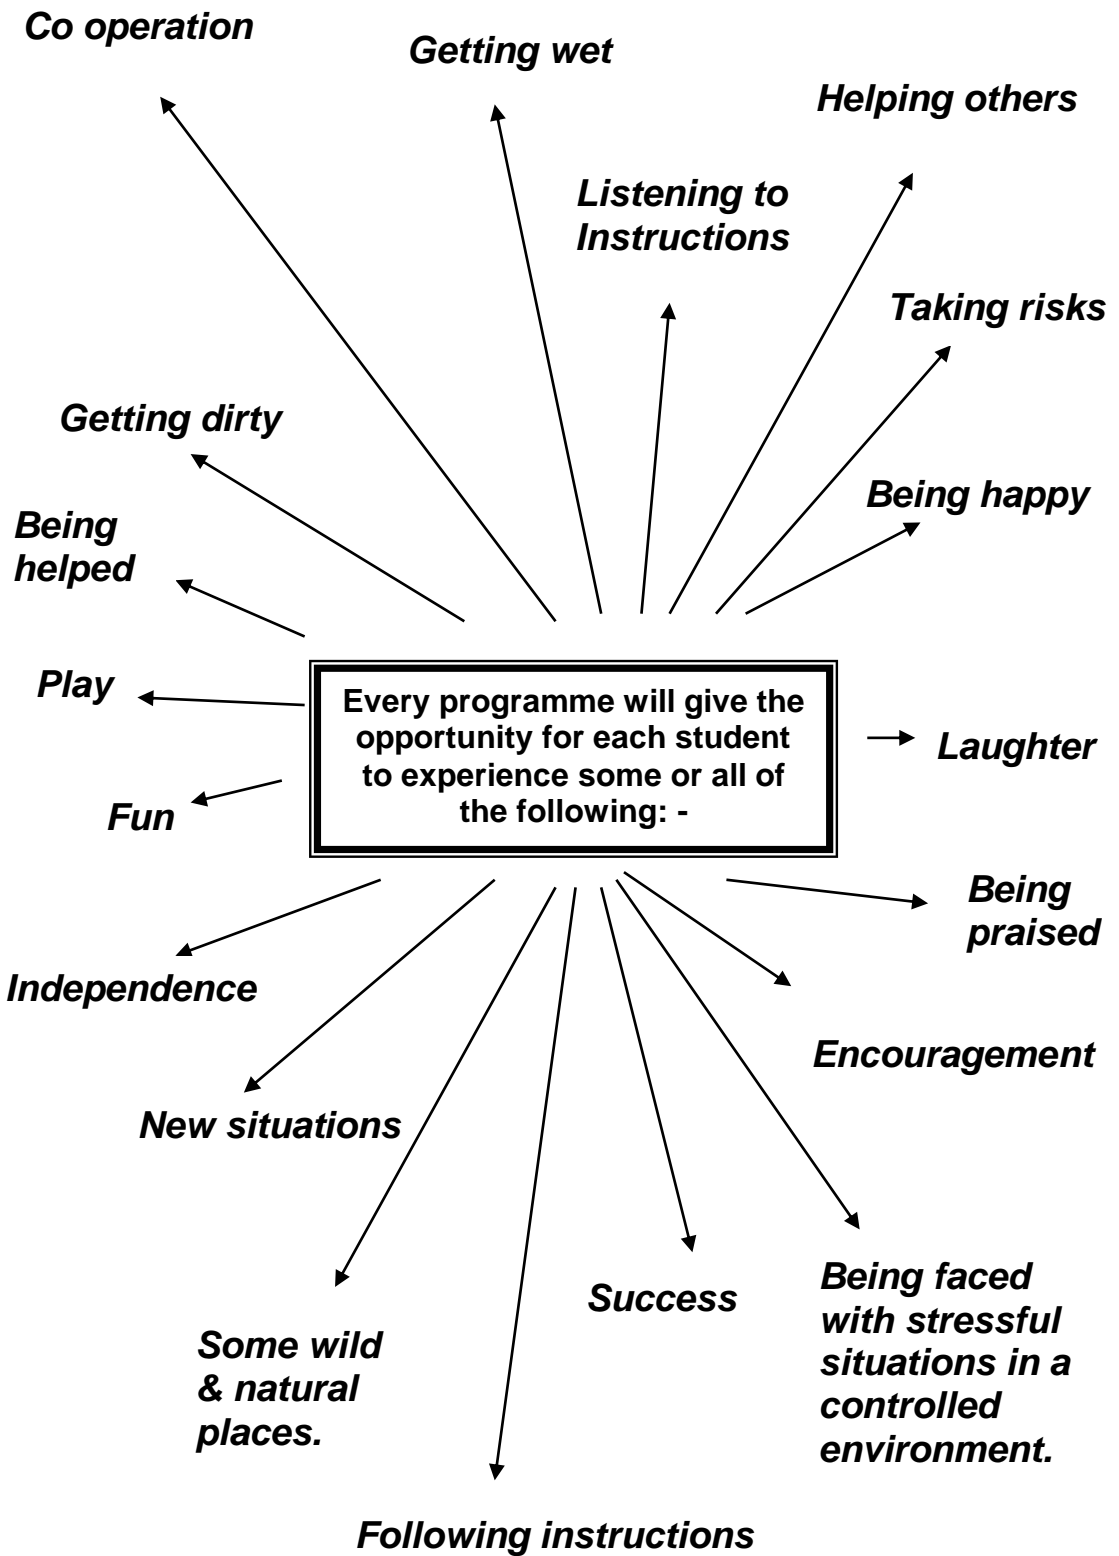 Co operation
Getting wet
Helping others
Listening to
Instructions
Taking risks
Getting dirty
Being happy
Being
helped
Play
Every programme will give the
opportunity for each student
to experience some or all of
the following: -
Laughter
Fun
Being
praised
Independence
Encouragement
New situations
Success
Being faced
with stressful
situations in a
controlled
environment.
Some wild
& natural
places.
Following instructions